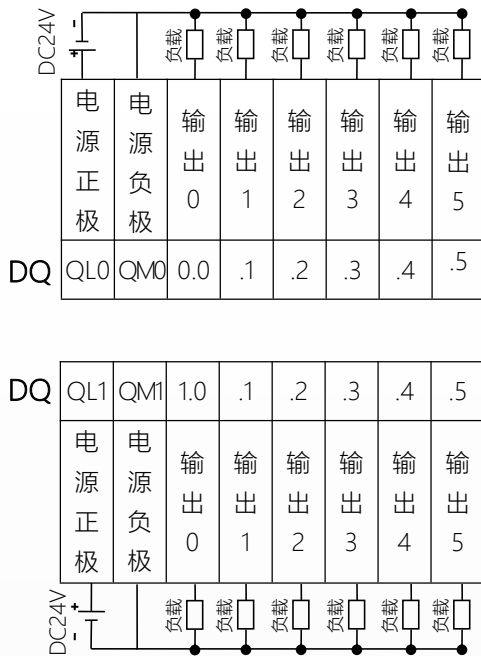 DC24V - +
负载 负载 负载 负载 负载 负载
电源正极 电源负极 输出0 输出1 输出2 输出3 输出4 输出5
DQ QL0 QM0 0.0 .1 .2 .3 .4 .5
DQ QL1 QM1 1.0 .1 .2 .3 .4 .5
电源正极 电源负极 输出0 输出1 输出2 输出3 输出4 输出5
DC24V + -
负载 负载 负载 负载 负载 负载